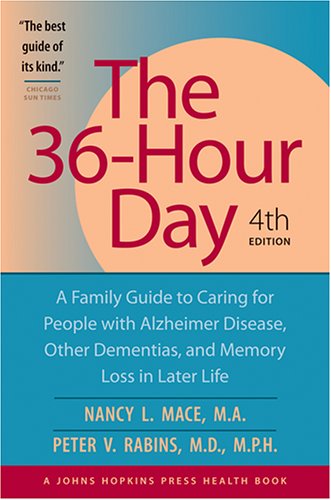 "The best
guide of
its kind."
CHICAGO
SUN TIMES
The
36-Hour
Day 4th
EDITION
A Family Guide to Caring for
People with Alzheimer Disease,
Other Dementias, and Memory
Loss in Later Life
NANCY L. MACE, M.A.
PETER V. RABINS, M.D., M.P.H.
A JOHNS HOPKINS PRESS HEALTH BOOK